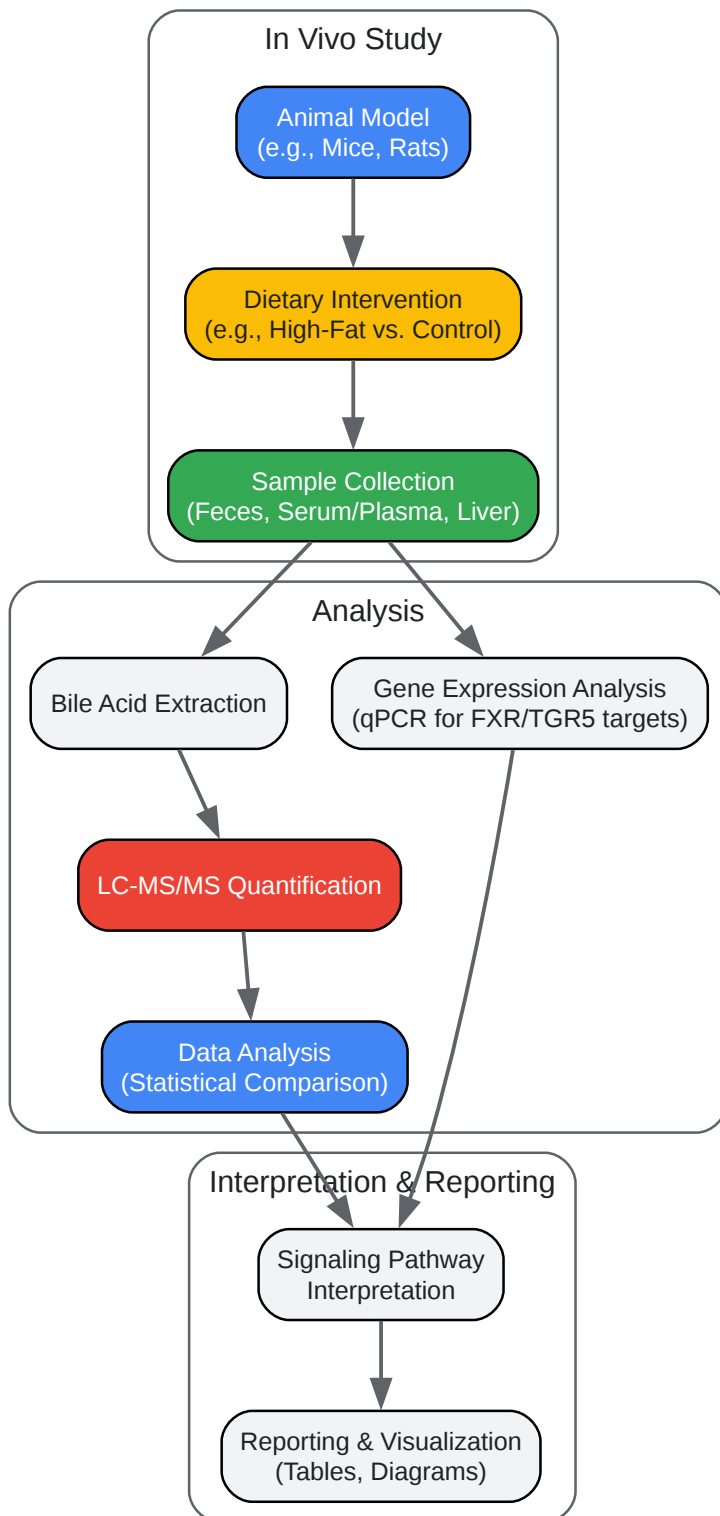 In Vivo Study
Animal Model
(e.g., Mice, Rats)
Dietary Intervention
(e.g., High-Fat vs. Control)
Sample Collection
(Feces, Serum/Plasma, Liver)
Analysis
Bile Acid Extraction
Gene Expression Analysis
(qPCR for FXR/TGR5 targets)
LC-MS/MS Quantification
Data Analysis
(Statistical Comparison)
Interpretation & Reporting
Signaling Pathway
Interpretation
Reporting & Visualization
(Tables, Diagrams)